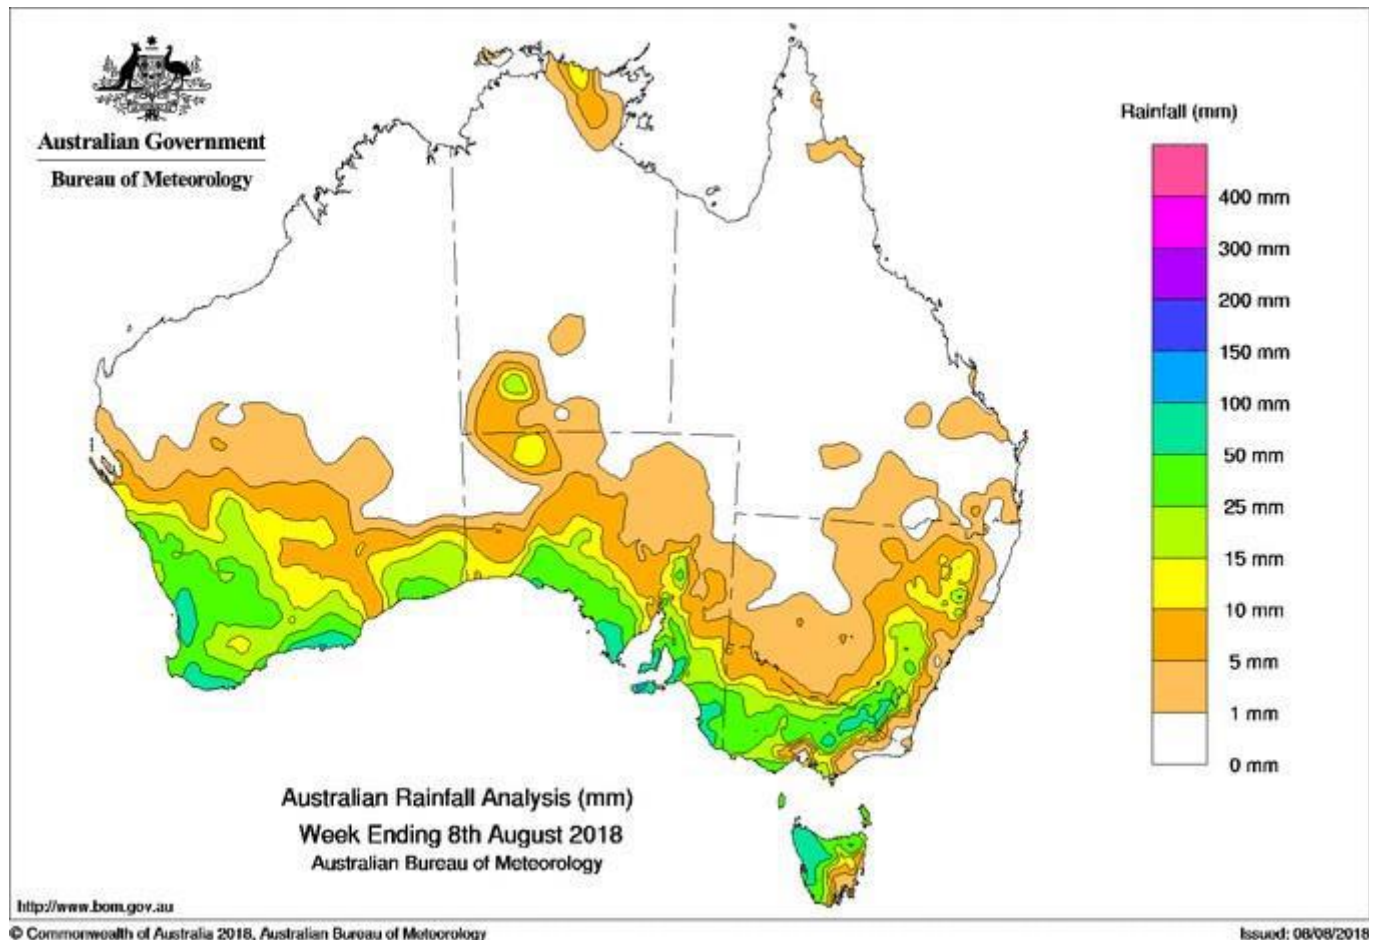 Australian Government
Bureau of Meteorology
Rainfall (mm)
400 mm
300 mm
200 mm
150 mm
100 mm
50 mm
25 mm
15 mm
10 mm
5 mm
1 mm
0 mm
Australian Rainfall Analysis (mm)
Week Ending 8th August 2018
Australian Bureau of Meteorology
http://www.bom.gov.au
© Commonwealth of Australia 2018, Australian Bureau of Meteorology
Issued: 08/08/2018